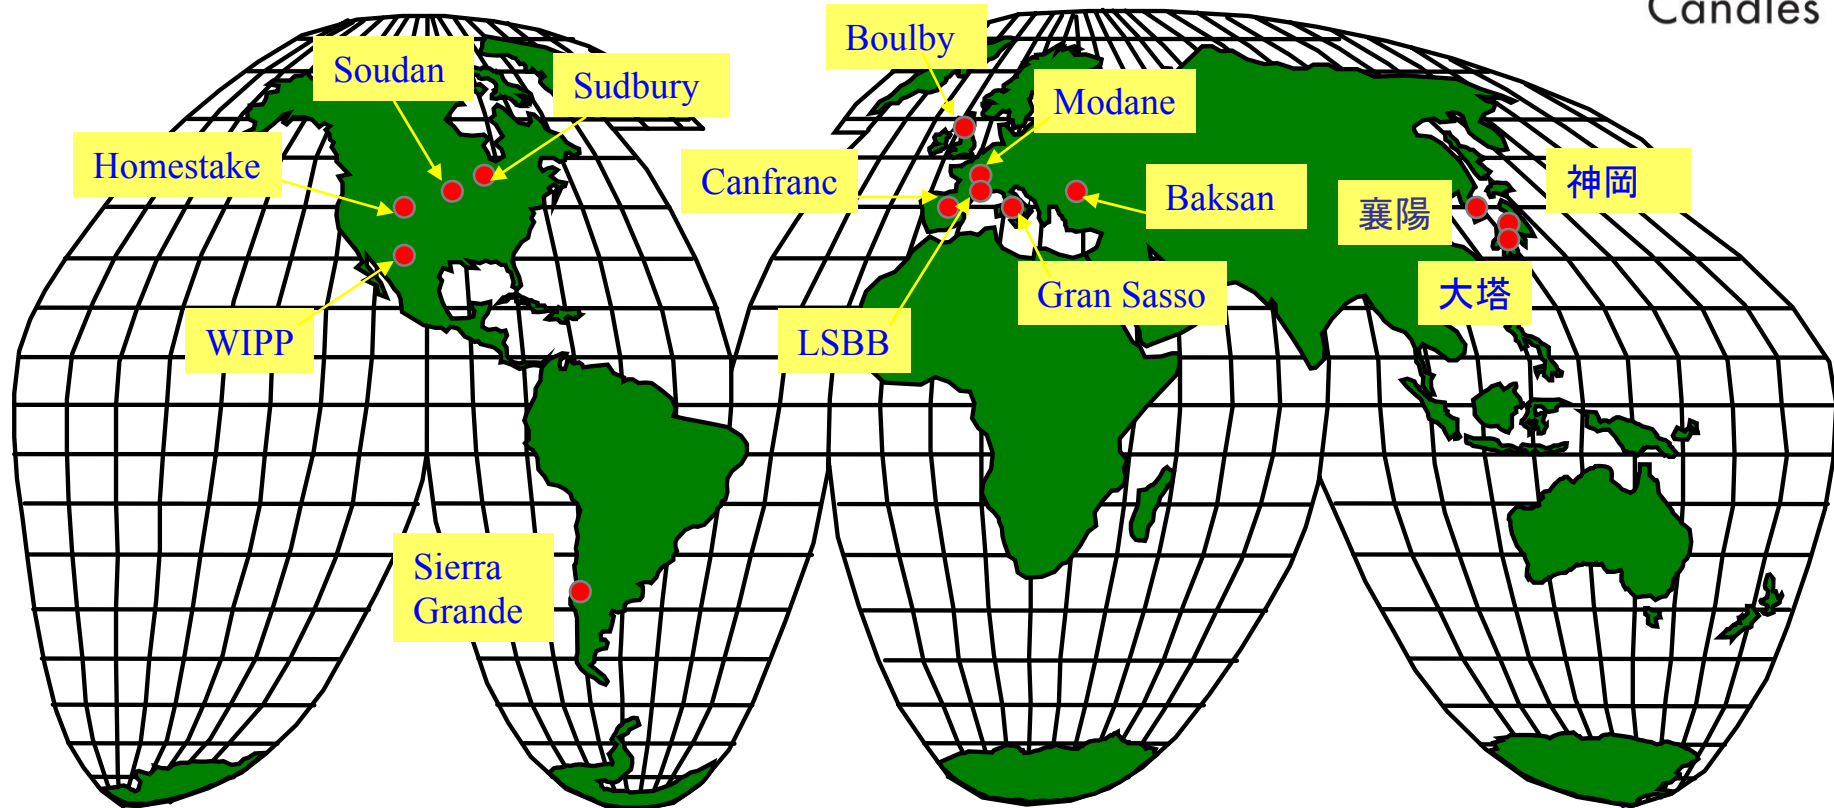 Candles
Boulby
Soudan
Sudbury
Modane
Homestake
Canfranc
Baksan
神岡
襄陽
Gran Sasso
大塔
WIPP
LSBB
Sierra
Grande